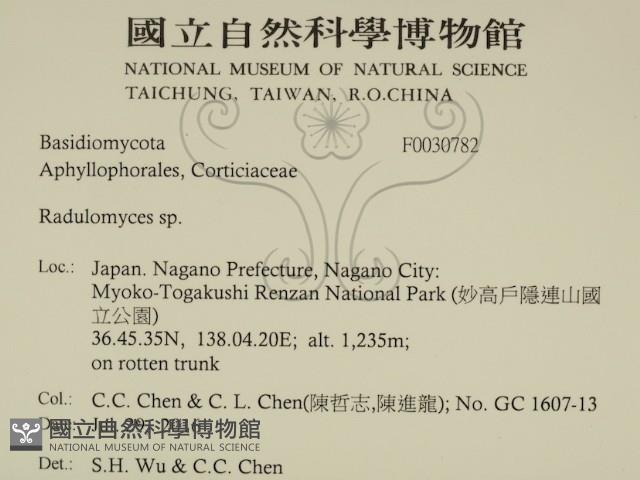 國立自然科學博物館
NATIONAL MUSEUM OF NATURAL SCIENCE
TAICHUNG, TAIWAN, R.O.CHINA
Basidiomycota F0030782
Aphyllophorales, Corticiaceae
Radulomyces sp.
Loc.: Japan. Nagano Prefecture, Nagano City:
Myoko-Togakushi Renzan National Park (妙高戶隱連山國
立公園)
36.45.35N, 138.04.20E; alt. 1,235m;
on rotten trunk
Col.: C.C. Chen & C. L. Chen(陳哲志,陳進龍); No. GC 1607-13
國立自然科學博物館
NATIONAL MUSEUM OF NATURAL SCIENCE
Det.: S.H. Wu & C.C. Chen